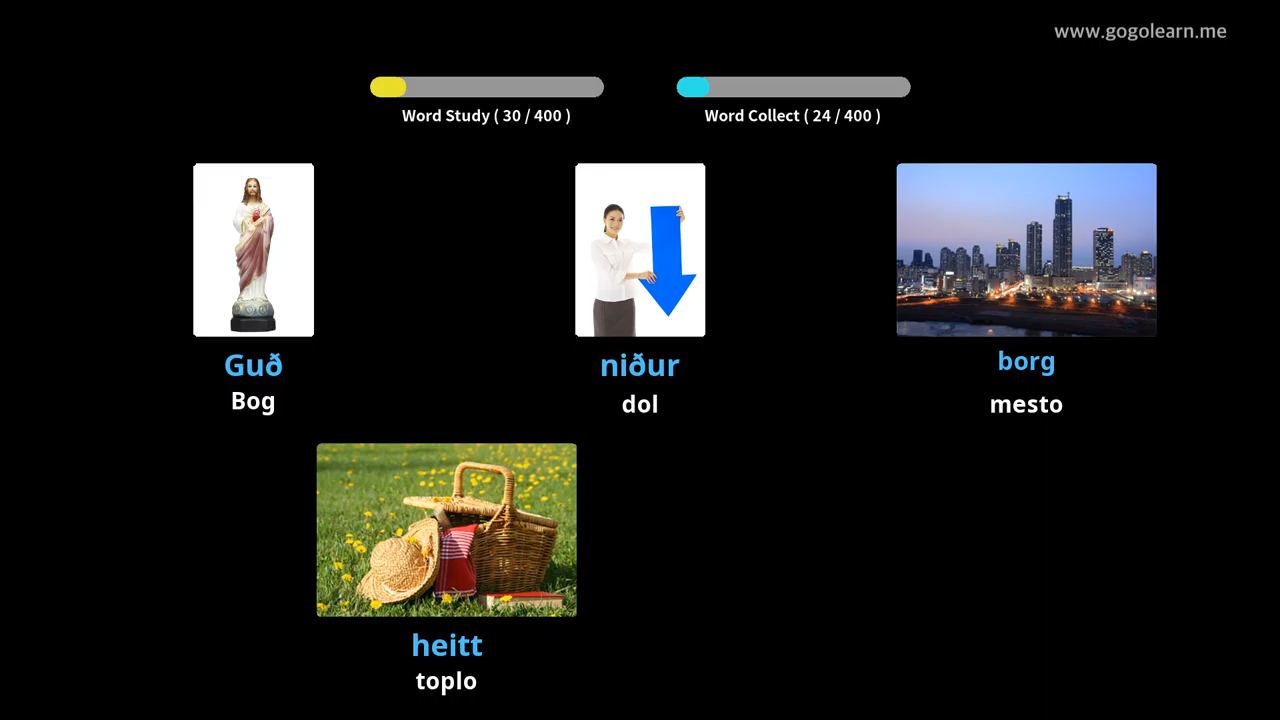 www.gogolearn.me
Word Study ( 30 / 400 )
Word Collect ( 24 / 400 )
Guð
Bog
niður
dol
borg
mesto
heitt
toplo